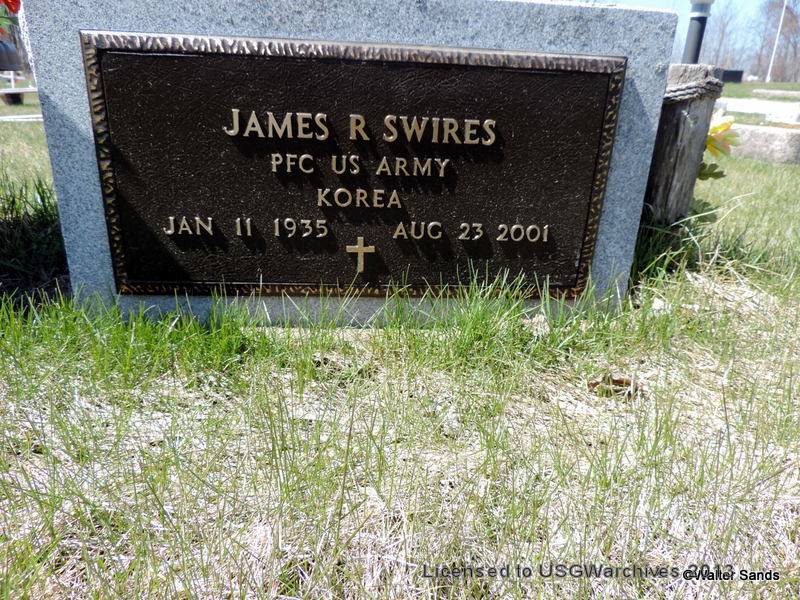 JAMES R SWIRES
PFC US ARMY
KOREA
JAN 11 1935 AUG 23 2001
Licensed to USGWarchives 2013
©Walter Sands